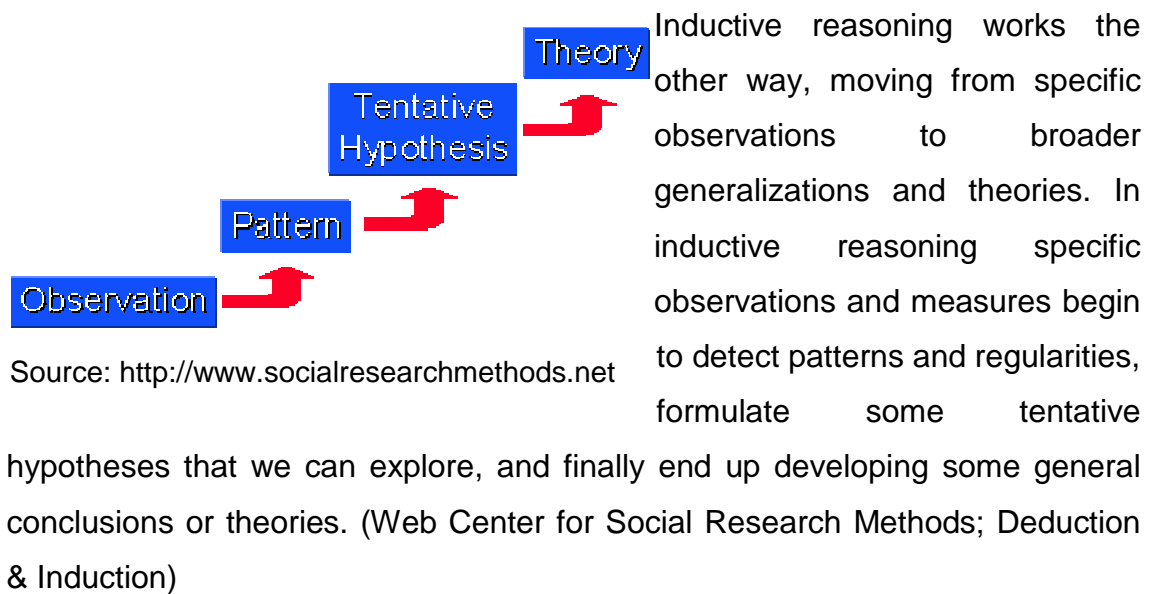 Theory
Tentative
Hypothesis
Pattern
Observation
Source: http://www.socialresearchmethods.net
Inductive reasoning works the
other way, moving from specific
observations to broader
generalizations and theories. In
inductive reasoning specific
observations and measures begin
to detect patterns and regularities,
formulate some tentative
hypotheses that we can explore, and finally end up developing some general
conclusions or theories. (Web Center for Social Research Methods; Deduction
& Induction)